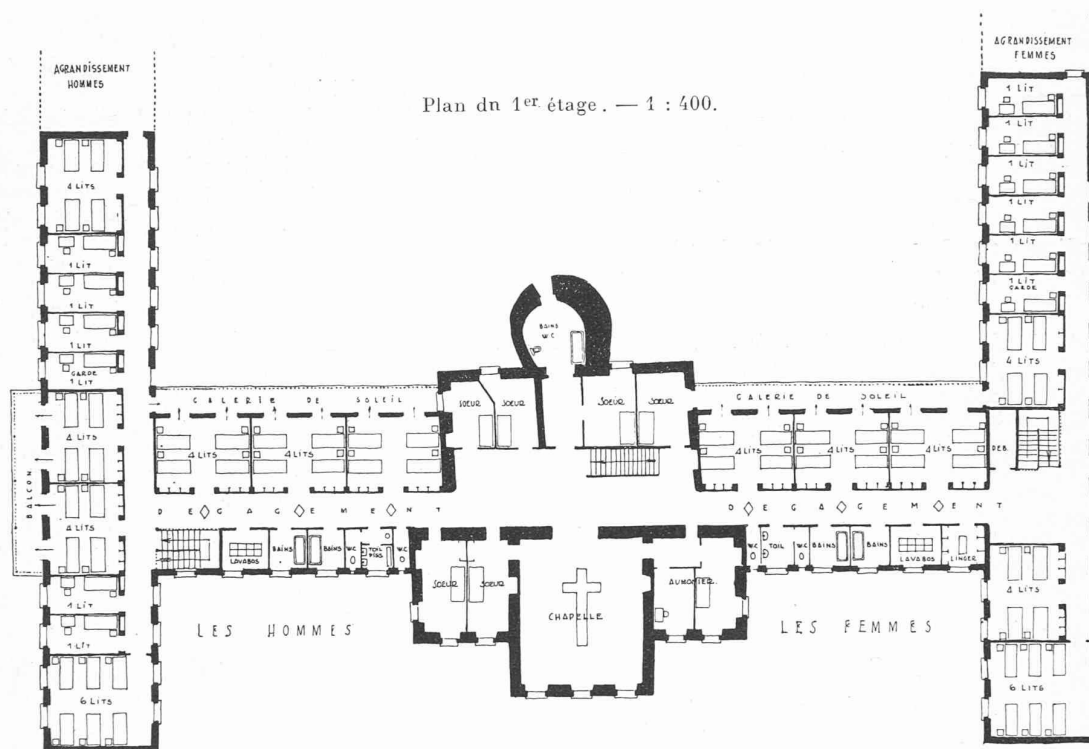 AGRANDISSEMENT
HOMMES
AGRANDISSEMENT
FEMMES
Plan dn 1er étage. — 1 : 400.
4 LITS
1 LIT
1 LIT
1 LIT
GARDE
1 LIT
4 LITS
4 LITS
1 LIT
1 LIT
6 LITS
BALCON
GALERIE DE SOLEIL
4 LITS
4 LITS
DEGAGEMENT
LAVABOS
BAINS
BAINS
W.C
TOIL
W.C
LES HOMMES
BAINS
W.C
SOEUR
SOEUR
SOEUR
SOEUR
SOEUR
SOEUR
CHAPELLE
AUMONIER
GALERIE DE SOLEIL
4 LITS
4 LITS
4 LITS
DEB.
DEGAGEMENT
W.C
TOIL
W.C
BAINS
BAINS
LAVABOS
LINGER
LES FEMMES
1 LIT
1 LIT
1 LIT
1 LIT
1 LIT
1 LIT
GARDE
4 LITS
4 LITS
6 LITS